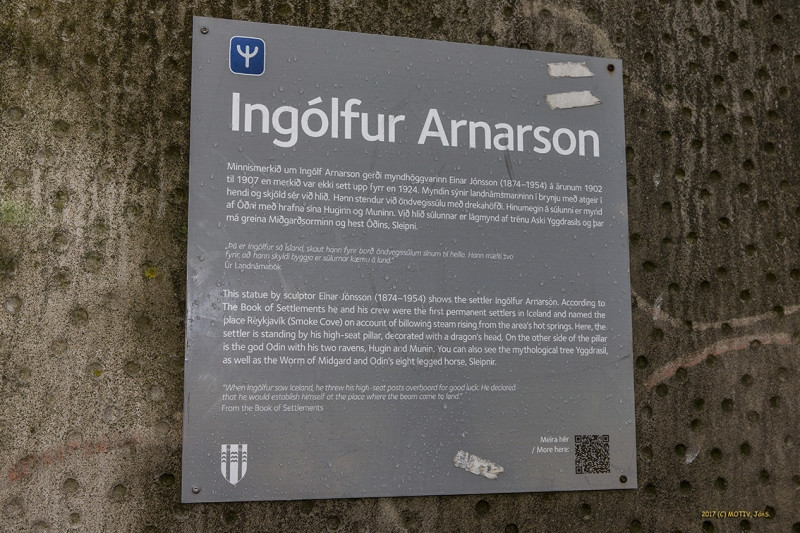 Ingólfur Arnarson
Minnismerkið um Ingólf Arnarson gerði myndhöggvarinn Einar Jónsson (1874–1954) á árunum 1902
til 1907 en merkið var ekki sett upp fyrr en 1924. Myndin sýnir landnámsmanninn í brynju með atgeir í
hendi og skjöld sér við hlið. Hann stendur við öndvegissúlu með drekahöfði. Hinumegin á súlunni er mynd
af Óðni með hrafna sína Huginn og Muninn. Við hlið súlunnar er lágmynd af trénu Aski Yggdrasils og þar
má greina Miðgarðsorminn og hest Óðins, Sleipni.
„Þá er Ingólfur sá Ísland, skaut hann fyrir borð öndvegissúlum sínum til heilla. Hann mælti svo
fyrir, að hann skyldi byggja er súlurnar kæmu á land."
Úr Landnámabók
This statue by sculptor Einar Jónsson (1874–1954) shows the settler Ingólfur Arnarson. According to
The Book of Settlements he and his crew were the first permanent settlers in Iceland and named the
place Reykjavík (Smoke Cove) on account of billowing steam rising from the area's hot springs. Here, the
settler is standing by his high-seat pillar, decorated with a dragon's head, On the other side of the pillar
is the god Odin with his two ravens, Hugin and Munin. You can also see the mythological tree Yggdrasil,
as well as the Worm of Midgard and Odin's eight legged horse, Sleipnir.
"When Ingólfur saw Iceland, he threw his high-seat posts overboard for good luck. He declared
that he would establish himself at the place where the beam came to land."
From the Book of Settlements
Meira hér
/ More here:
2017 (C) MOTIV, JónS.